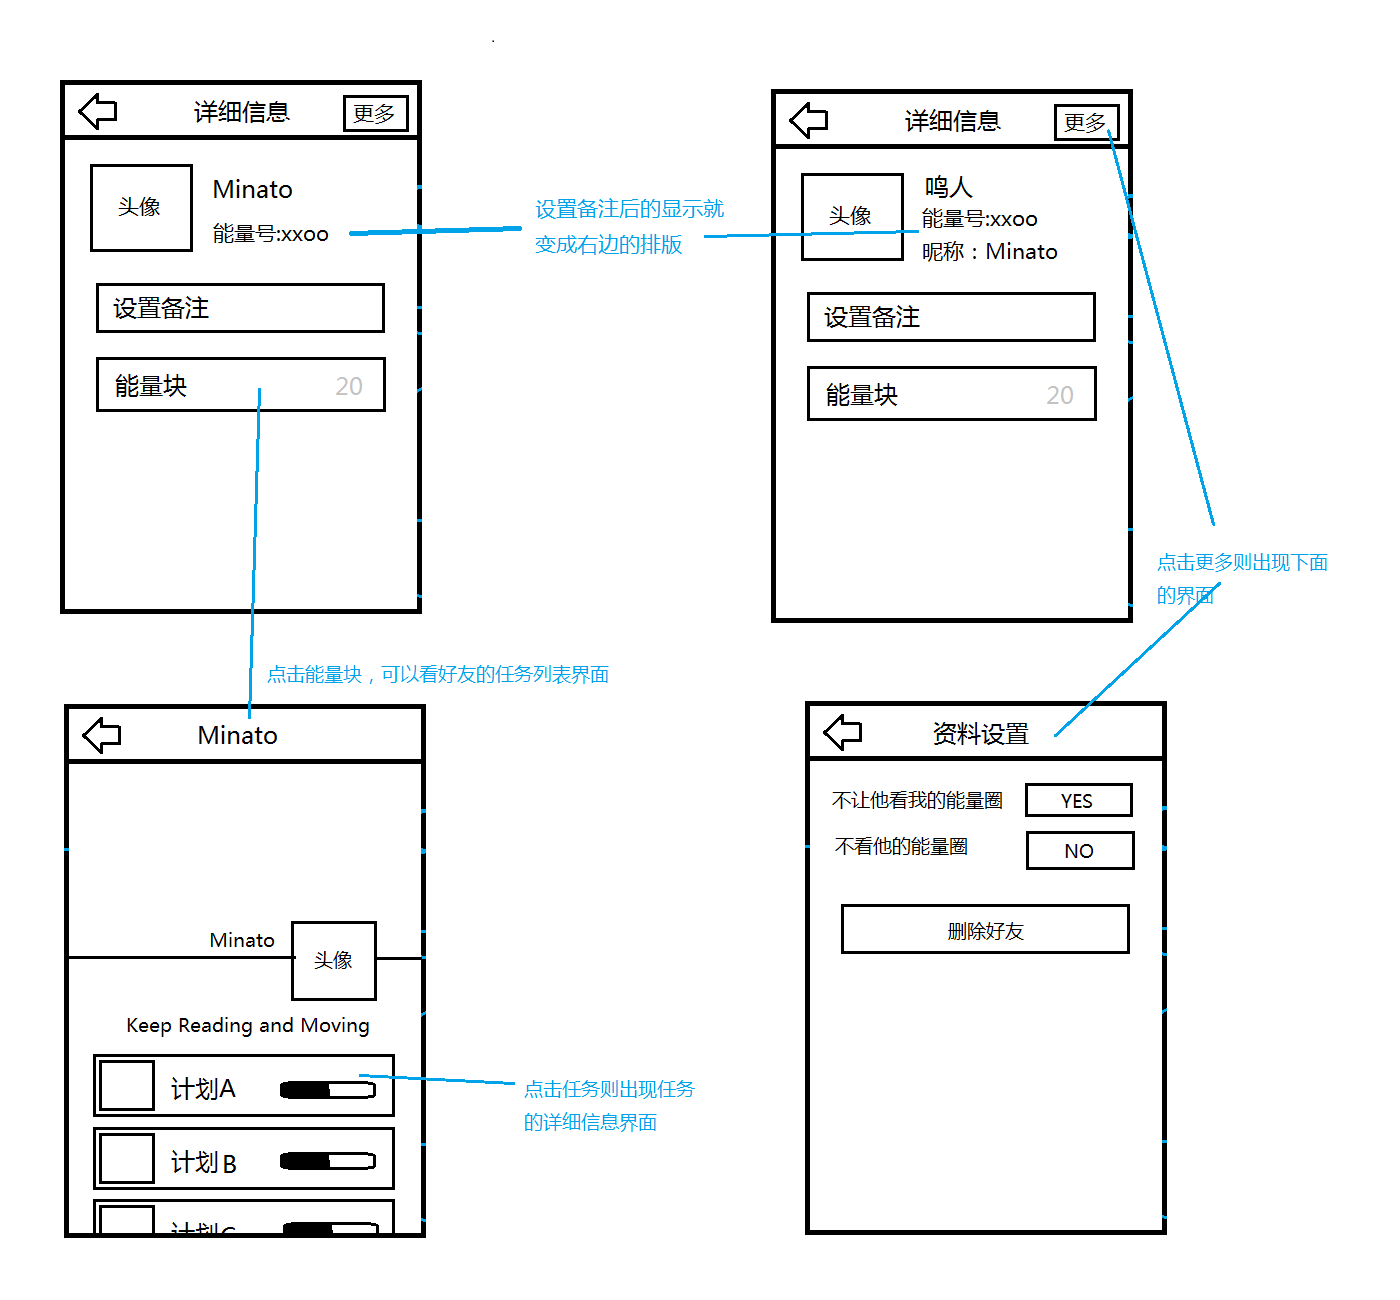 详细信息
更多
头像
Minato
能量号:xxoo
设置备注
能量块
20
设置备注后的显示就
变成右边的排版
详细信息
更多
头像
鸣人
能量号:xxoo
昵称：Minato
设置备注
能量块
20
点击更多则出现下面
的界面
点击能量块，可以看好友的任务列表界面
Minato
Minato
头像
Keep Reading and Moving
计划A
计划B
计划C
点击任务则出现任务
的详细信息界面
资料设置
不让他看我的能量圈
YES
不看他的能量圈
NO
删除好友